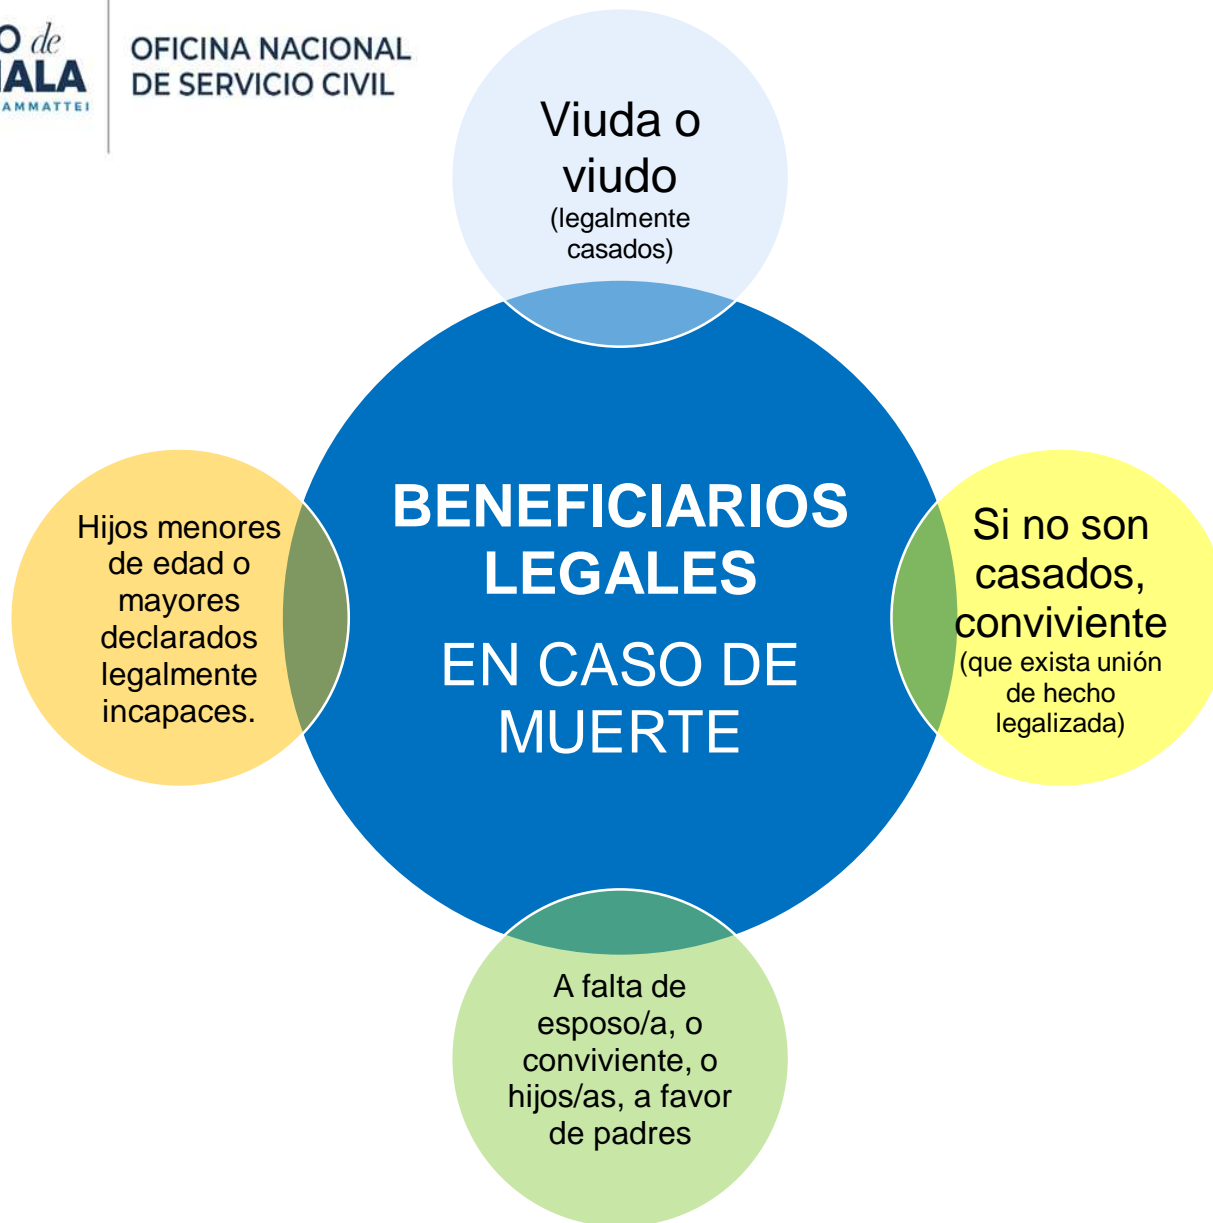 O de
OFICINA NACIONAL
DE SERVICIO CIVIL
Viuda o
viudo
(legalmente
casados)
BENEFICIARIOS
LEGALES
EN CASO DE
MUERTE
Hijos menores
de edad o
mayores
declarados
legalmente
incapaces.
Si no son
casados,
conviviente
(que exista unión
de hecho
legalizada)
A falta de
esposo/a, o
conviviente, o
hijos/as, a favor
de padres